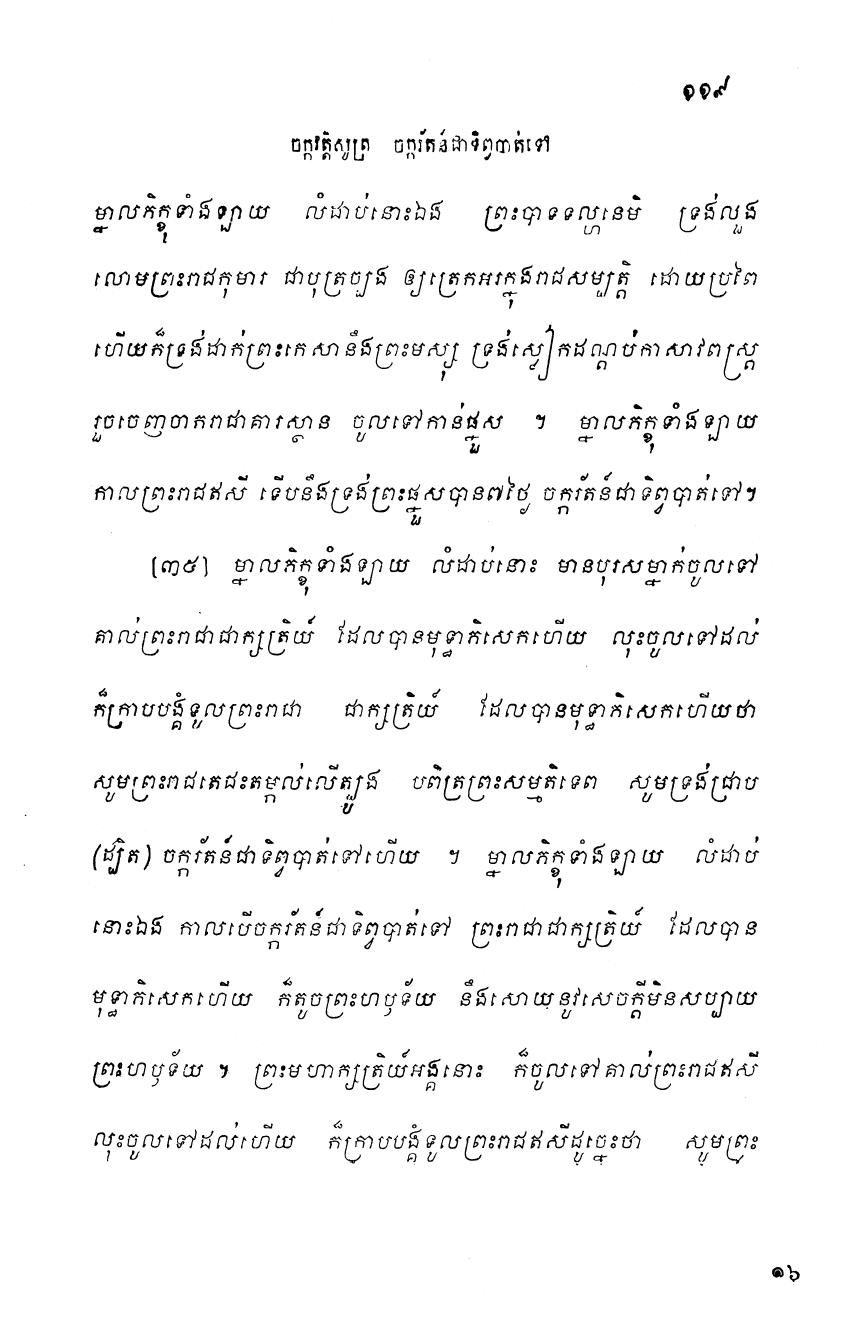 ១១៩
ចក្កវត្តិសូត្រ ចក្ករ័តន៍ជាទិព្វបាត់ទៅ
ម្នាលភិក្ខុទាំងឡាយ លំដាប់នោះឯង ព្រះបាទទល្ហនេមិ ទ្រង់លួង
លោមព្រះរាជកុមារ ជាបុត្រច្បង ឲ្យត្រេកអរក្នុងរាជសម្បត្តិ ដោយប្រពៃ
ហើយក៏ទ្រង់ដាក់ព្រះកេសានឹងព្រះមស្សុ ទ្រង់ស្លៀកដណ្តប់កាសាវពស្ត្រ
រួចចេញចាករាជាគារស្ថាន ចូលទៅកាន់ផ្នួស ។ ម្នាលភិក្ខុទាំងឡាយ
កាលព្រះរាជឥសី ទើបនឹងទ្រង់ព្រះផ្នួសបាន៧ថ្ងៃ ចក្ករ័តន៍ជាទិព្វបាត់ទៅ។
[៣៥] ម្នាលភិក្ខុទាំងឡាយ លំដាប់នោះ មានបុរសម្នាក់ចូលទៅ
គាល់ព្រះរាជាជាក្សត្រិយ៍ ដែលបានមុទ្ធាភិសេកហើយ លុះចូលទៅដល់
ក៏ក្រាបបង្គំទូលព្រះរាជា ជាក្សត្រិយ៍ ដែលបានមុទ្ធាភិសេកហើយថា
សូមព្រះរាជតេជះតម្កល់លើត្បូង បពិត្រព្រះសម្មតិទេព សូមទ្រង់ជ្រាប
(ដ្បិត) ចក្ករ័តន៍ជាទិព្វបាត់ទៅហើយ ។ ម្នាលភិក្ខុទាំងឡាយ លំដាប់
នោះឯង កាលបើចក្ករ័តន៍ជាទិព្វបាត់ទៅ ព្រះរាជាជាក្សត្រិយ៍ ដែលបាន
មុទ្ធាភិសេកហើយ ក៏តូចព្រះហឫទ័យ នឹងសោយនូវសេចក្តីមិនសប្បាយ
ព្រះហឫទ័យ ។ ព្រះមហាក្សត្រិយ៍អង្គនោះ ក៏ចូលទៅគាល់ព្រះរាជឥសី
លុះចូលទៅដល់ហើយ ក៏ក្រាបបង្គំទូលព្រះរាជឥសីដូច្នេះថា សូមព្រះ
១៦